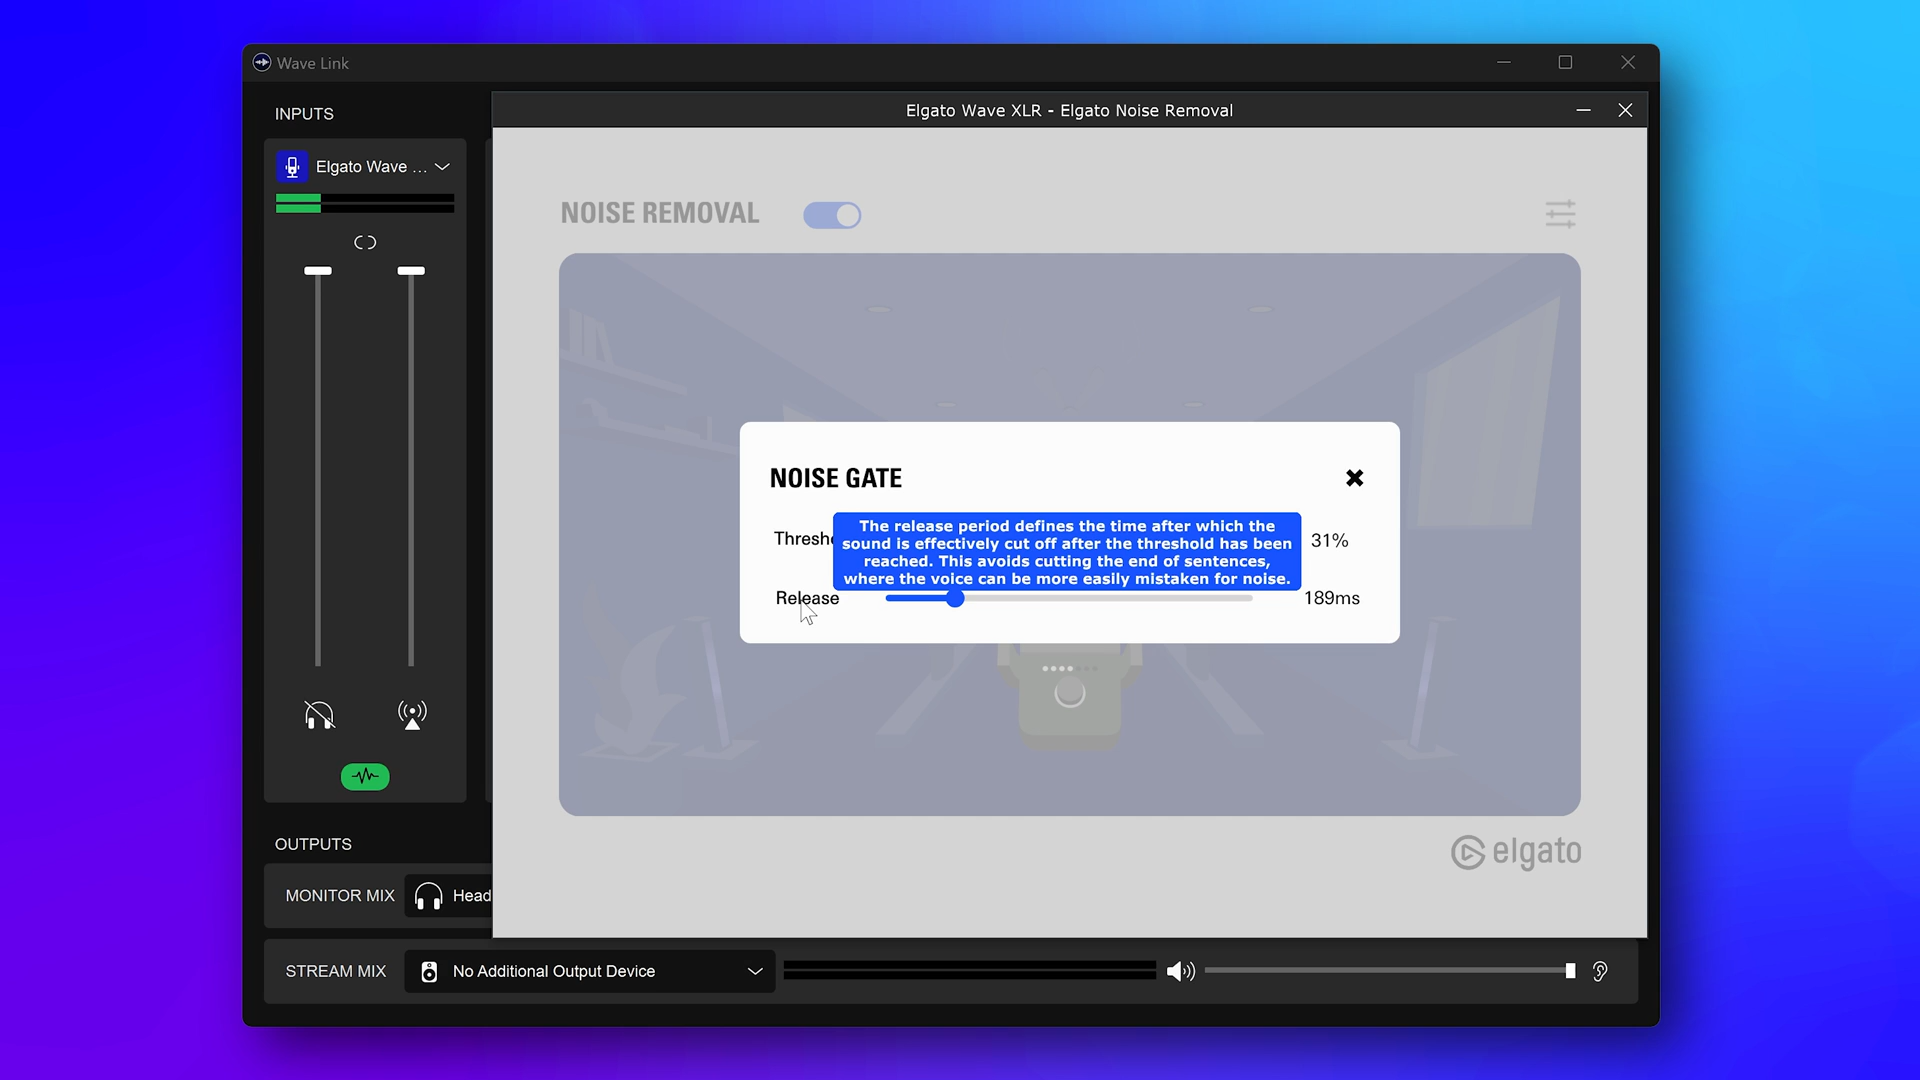 Wave Link
INPUTS
Elgato Wave XLR - Elgato Noise Removal
Elgato Wave ...
NOISE REMOVAL
NOISE GATE
Thresho
The release period defines the time after which the
sound is effectively cut off after the threshold has been
reached. This avoids cutting the end of sentences,
where the voice can be more easily mistaken for noise.
31%
Release
189ms
OUTPUTS
elgato
MONITOR MIX
Head
STREAM MIX
No Additional Output Device